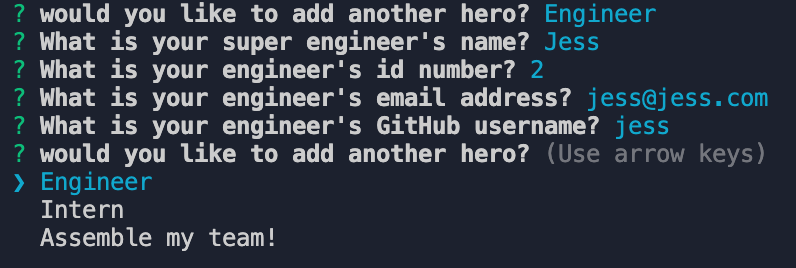 ? would you like to add another hero? Engineer
? What is your super engineer's name? Jess
? What is your engineer's id number? 2
? What is your engineer's email address? jess@jess.com
? What is your engineer's GitHub username? jess
? would you like to add another hero? (Use arrow keys)
❯ Engineer
Intern
Assemble my team!